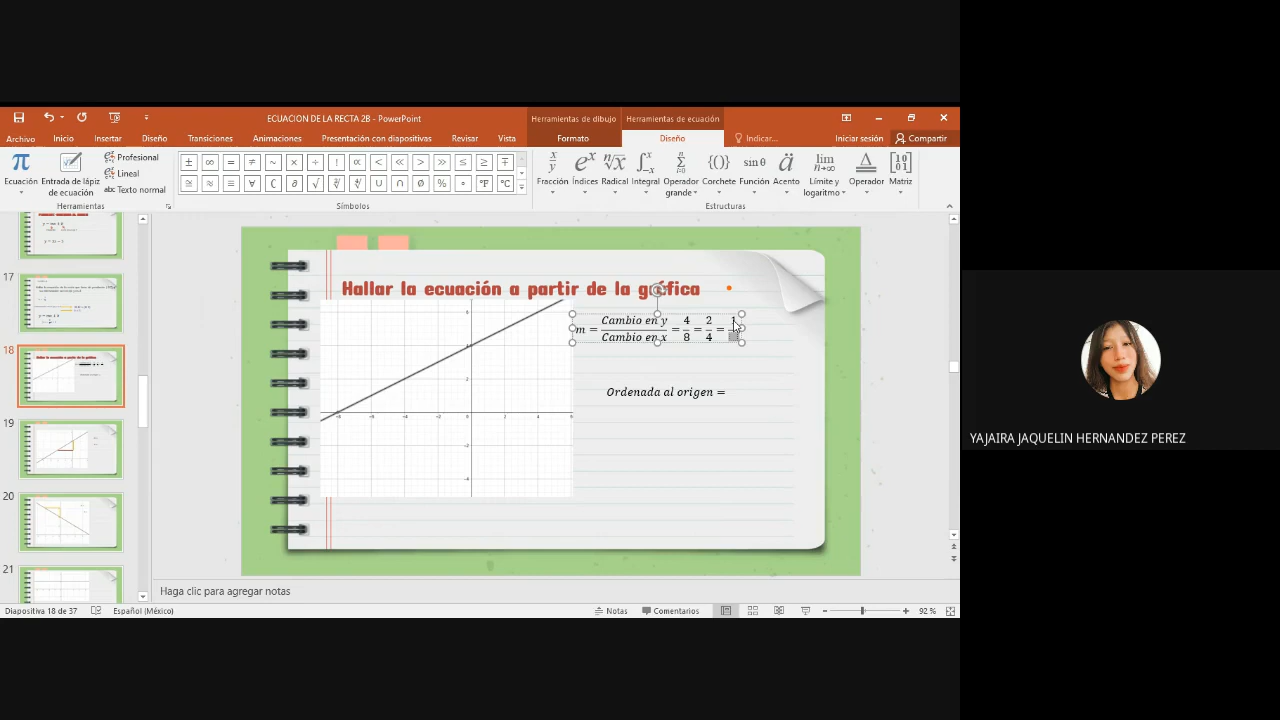 ECUACION DE LA RECTA 2B - PowerPoint
Herramientas de dibujo
Herramientas de ecuación
Archivo
Inicio
Insertar
Diseño
Transiciones
Animaciones
Presentación con diapositivas
Revisar
Vista
Formato
Diseño
Indicar...
Iniciar sesión
Compartir
π
Ecuación
Entrada de lápiz de ecuación
Profesional
Lineal
abc Texto normal
Herramientas
± ∞ = ≠ ~ × ÷ ! ∝ < ≪ > ≫ ≤ ≥ ∓
≅ ≈ ≡ ∀ ∁ ∂ √ ∛ ∜ ∪ ∩ ∅ % ° °F °C
Símbolos
Fracción
Índices
Radical
Integral
Operador grande
Corchete
Función
Acento
Límite y logaritmo
Operador
Matriz
Estructuras
17
18
19
20
21
Hallar la ecuación a partir de la gráfica
m = Cambio en y / Cambio en x = 4/8 = 2/4 = 1
Ordenada al origen =
Haga clic para agregar notas
Diapositiva 18 de 37
Español (México)
Notas
Comentarios
92 %
YAJAIRA JAQUELIN HERNANDEZ PEREZ